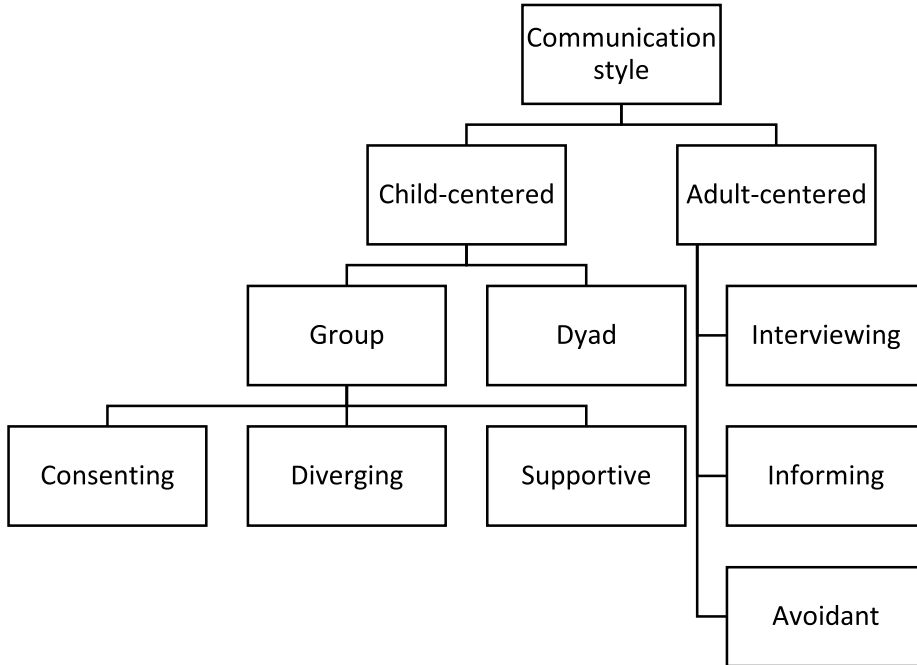 Communication
style
Child-centered
Adult-centered
Group
Dyad
Interviewing
Consenting
Diverging
Supportive
Informing
Avoidant